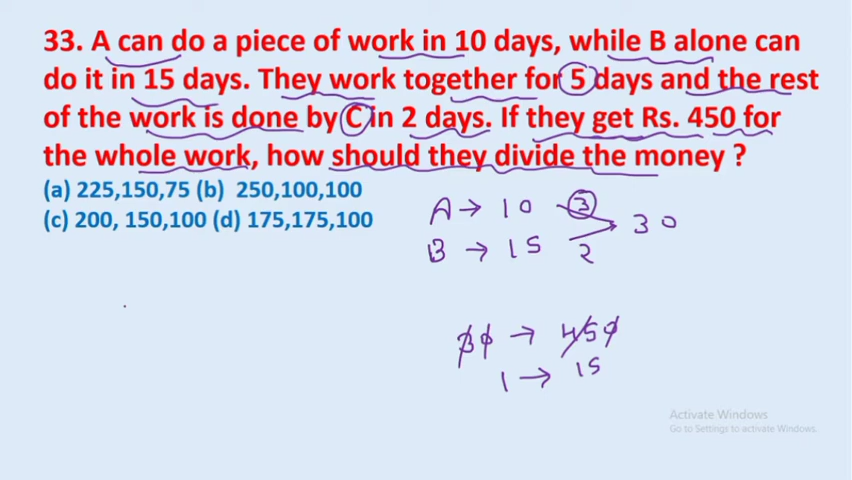 33. A can do a piece of work in 10 days, while B alone can
do it in 15 days. They work together for 5 days and the rest
of the work is done by C in 2 days. If they get Rs. 450 for
the whole work, how should they divide the money ?
(a) 225,150,75 (b) 250,100,100
(c) 200, 150,100 (d) 175,175,100
A → 10 3
30
B → 15 2
30 → 450
1 → 15
Activate Windows
Go to Settings to activate Windows.